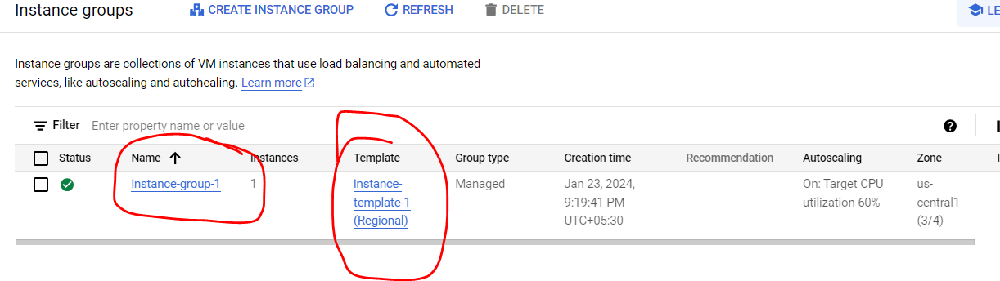 Instance groups CREATE INSTANCE GROUP REFRESH DELETE LE
Instance groups are collections of VM instances that use load balancing and automated
services, like autoscaling and autohealing. Learn more
Filter Enter property name or value
Status Name Instances Template Group type Creation time Recommendation Autoscaling Zone
instance-group-1 1 instance- Managed Jan 23, 2024, On: Target CPU us-
template-1 9:19:41 PM utilization 60% central1
(Regional) UTC+05:30 (3/4)